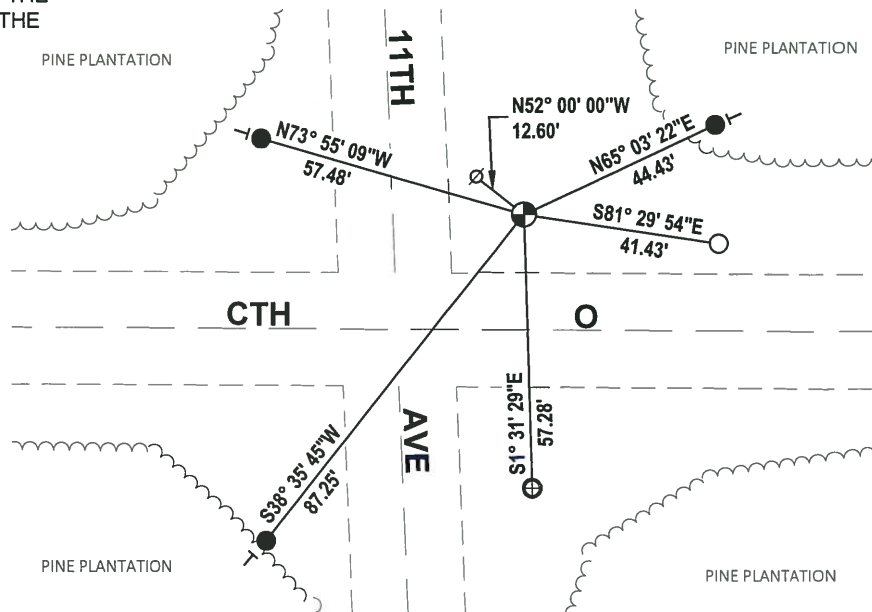 THE
PINE PLANTATION
11TH
PINE PLANTATION
N52° 00' 00"W
12.60'
N73° 55' 09"W
57.48'
N65° 03' 22"E
44.43'
S81° 29' 54"E
41.43'
CTH
O
S1° 31' 29"E
57.28'
AVE
S38° 35' 45"W
87.25'
PINE PLANTATION
PINE PLANTATION